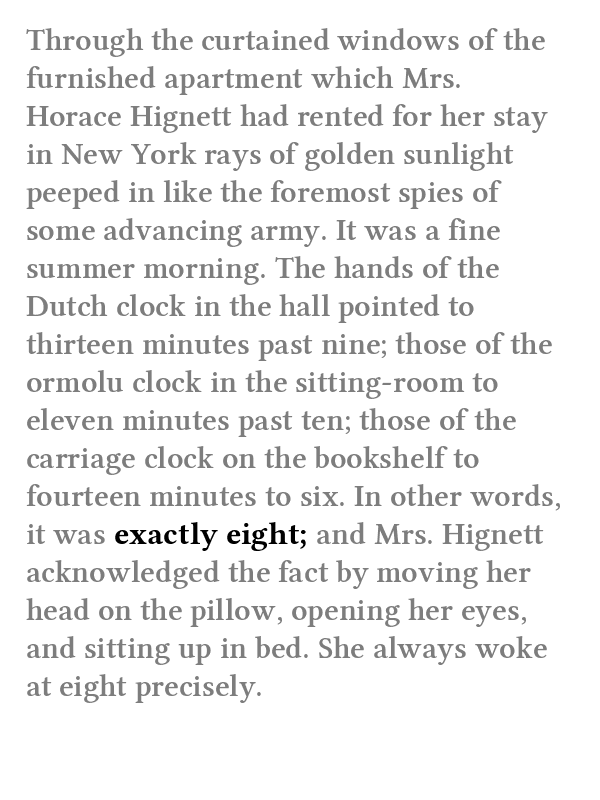 Through the curtained windows of the
furnished apartment which Mrs.
Horace Hignett had rented for her stay
in New York rays of golden sunlight
peeped in like the foremost spies of
some advancing army. It was a fine
summer morning. The hands of the
Dutch clock in the hall pointed to
thirteen minutes past nine; those of the
ormolu clock in the sitting-room to
eleven minutes past ten; those of the
carriage clock on the bookshelf to
fourteen minutes to six. In other words,
it was exactly eight; and Mrs. Hignett
acknowledged the fact by moving her
head on the pillow, opening her eyes,
and sitting up in bed. She always woke
at eight precisely.